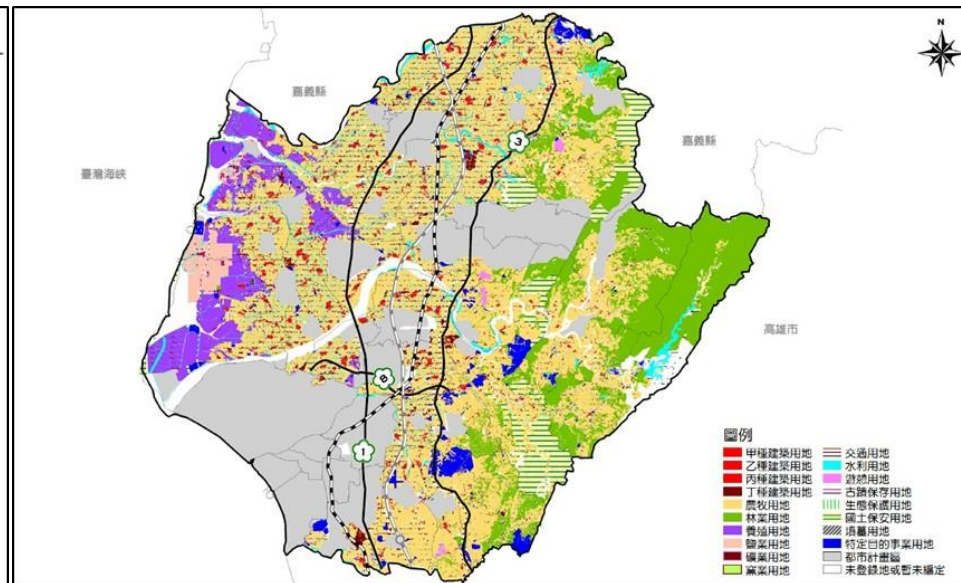 N
嘉義縣
3
嘉義縣
臺灣海峽
高雄市
8
1
圖例
甲種建築用地
乙種建築用地
丙種建築用地
丁種建築用地
農牧用地
林業用地
養殖用地
鹽業用地
礦業用地
窯業用地
交通用地
水利用地
遊憩用地
古蹟保存用地
生態保護用地
國土保安用地
墳墓用地
特定目的事業用地
都市計畫區
未登錄地或暫未編定